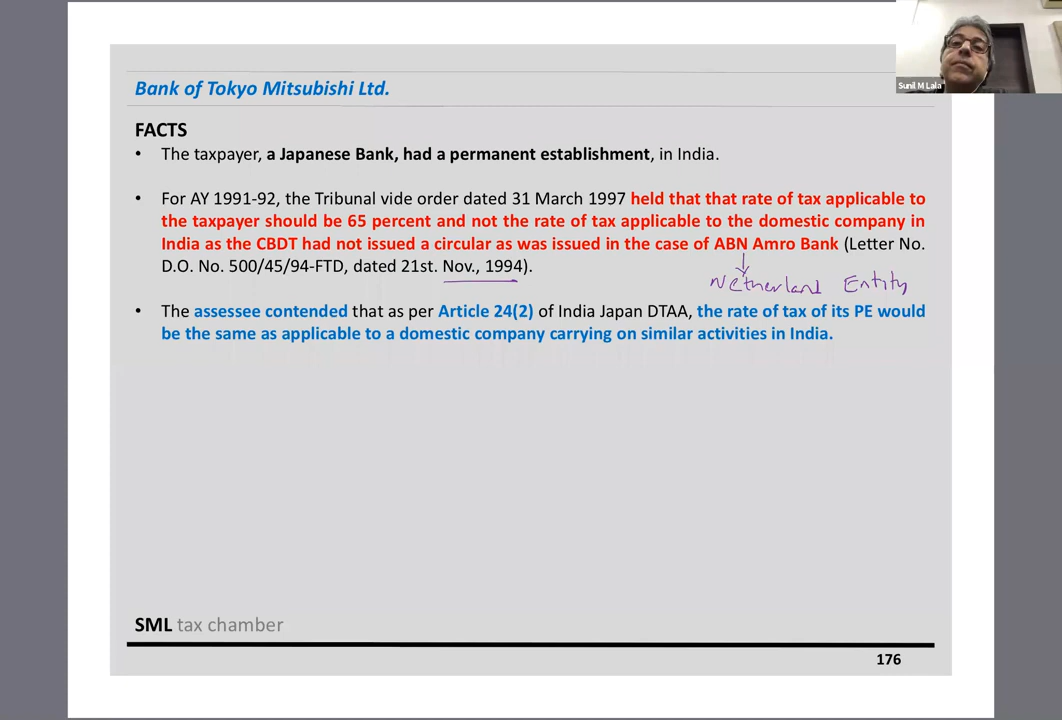 Sunil M Lala
Bank of Tokyo Mitsubishi Ltd.
FACTS
• The taxpayer, a Japanese Bank, had a permanent establishment, in India.
• For AY 1991-92, the Tribunal vide order dated 31 March 1997 held that that rate of tax applicable to
the taxpayer should be 65 percent and not the rate of tax applicable to the domestic company in
India as the CBDT had not issued a circular as was issued in the case of ABN Amro Bank (Letter No.
D.O. No. 500/45/94-FTD, dated 21st. Nov., 1994).
Netherland Entity
• The assessee contended that as per Article 24(2) of India Japan DTAA, the rate of tax of its PE would
be the same as applicable to a domestic company carrying on similar activities in India.
SML tax chamber
176